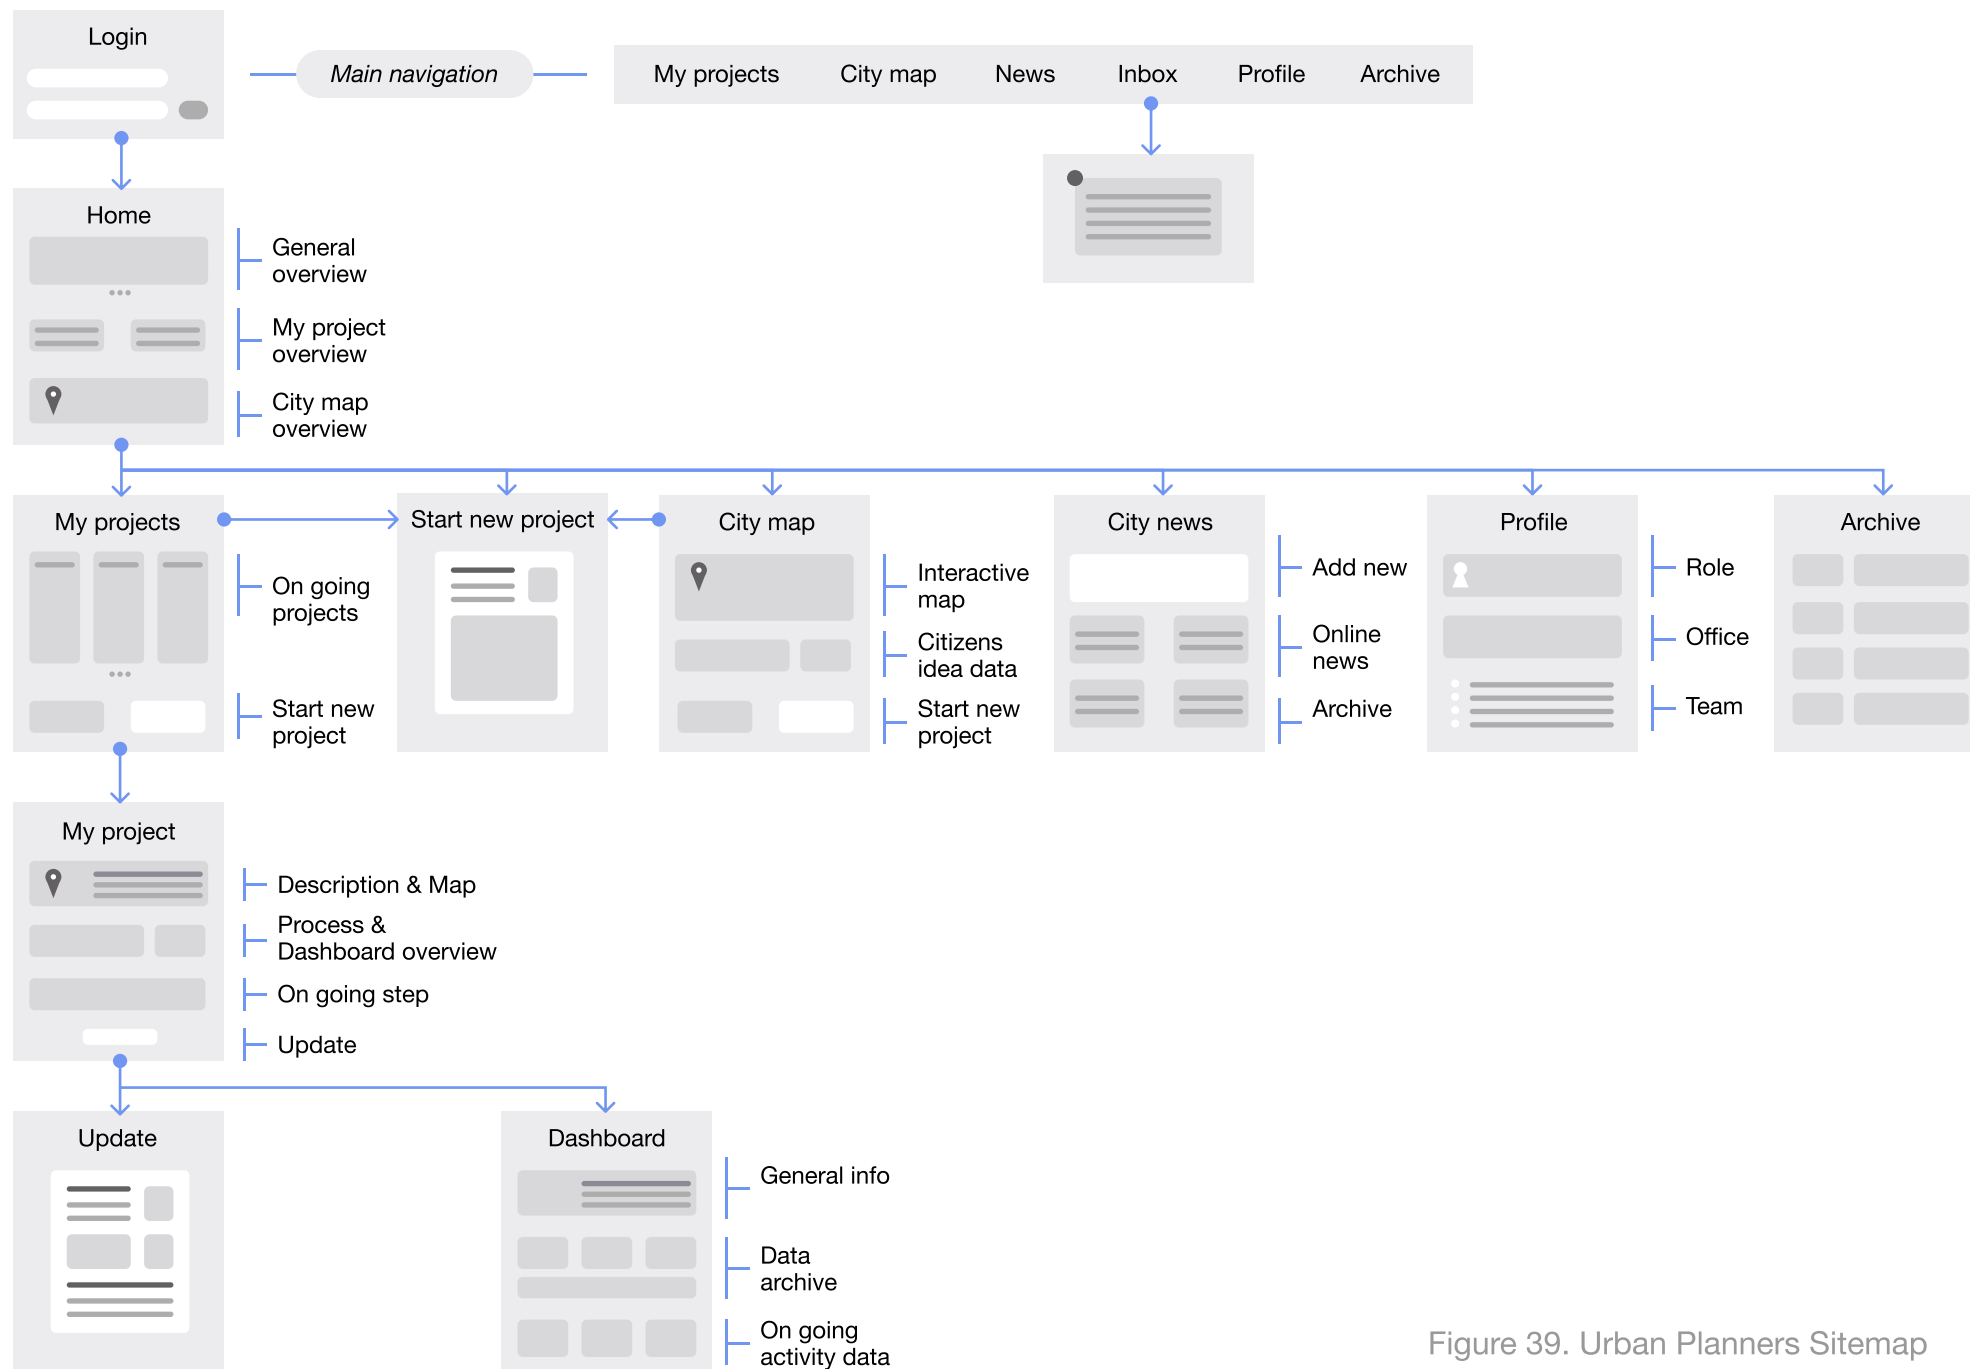 Login
Main navigation
My projects City map News Inbox Profile Archive
Home
General
overview
My project
overview
City map
overview
My projects
On going
projects
Start new
project
Start new project
City map
Interactive
map
Citizens
idea data
Start new
project
City news
Add new
Online
news
Archive
Profile
Role
Office
Team
Archive
My project
Description & Map
Process &
Dashboard overview
On going step
Update
Update
Dashboard
General info
Data
archive
On going
activity data
Figure 39. Urban Planners Sitemap